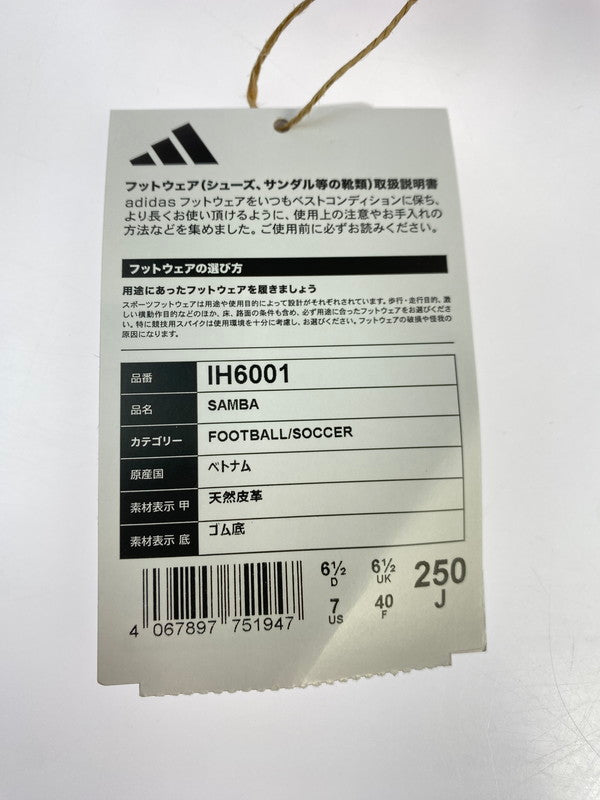 フットウェア(シューズ、サンダル等の靴類)取扱説明書
adidas フットウェアをいつもベストコンディションに保ち、
より長くお使い頂けるように、使用上の注意やお手入れの
方法などを集めました。ご使用前に必ずお読みください。
フットウェアの選び方
用途にあったフットウェアを履きましょう
スポーツフットウェアは用途や使用目的によって設計がそれぞれされています。歩行・走行目的、激
しい横動作目的などのほか、床、路面の条件も含め、必ず用途に合ったフットウェアをお選びくださ
い。特に競技用スパイクは使用環境を十分に考慮し、お選びください。フットウェアの破損や怪我の
原因になります。
品番 IH6001
品名 SAMBA
カテゴリー FOOTBALL/SOCCER
原産国 ベトナム
素材表示 甲 天然皮革
素材表示 底 ゴム底
6½ 6½ 250
D UK J
7 40
US F
4 067897 751947